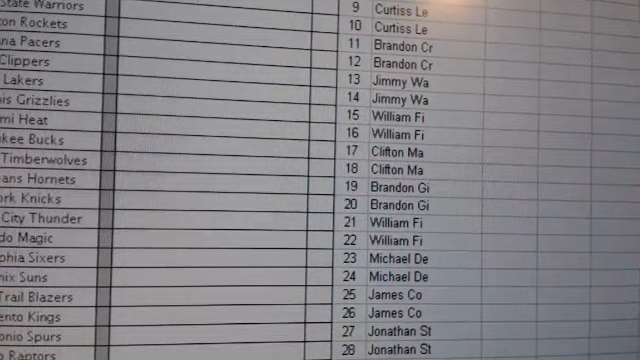 State Warriors
on Rockets
na Pacers
Clippers
Lakers
is Grizzlies
mi Heat
kee Bucks
Timberwolves
ans Hornets
ork Knicks
City Thunder
do Magic
phia Sixers
nix Suns
Trail Blazers
ento Kings
onio Spurs
o Raptors
9 Curtiss Le
10 Curtiss Le
11 Brandon Cr
12 Brandon Cr
13 Jimmy Wa
14 Jimmy Wa
15 William Fi
16 William Fi
17 Clifton Ma
18 Clifton Ma
19 Brandon Gi
20 Brandon Gi
21 William Fi
22 William Fi
23 Michael De
24 Michael De
25 James Co
26 James Co
27 Jonathan St
28 Jonathan St